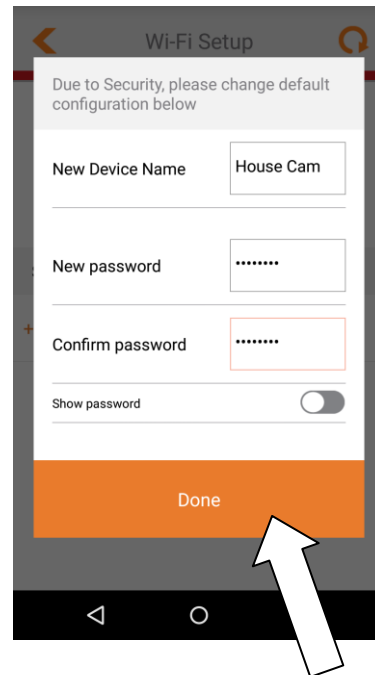 Wi-Fi Setup
Due to Security, please change default
configuration below
New Device Name
House Cam
New password
••••••••
Confirm password
••••••••
Show password
Done